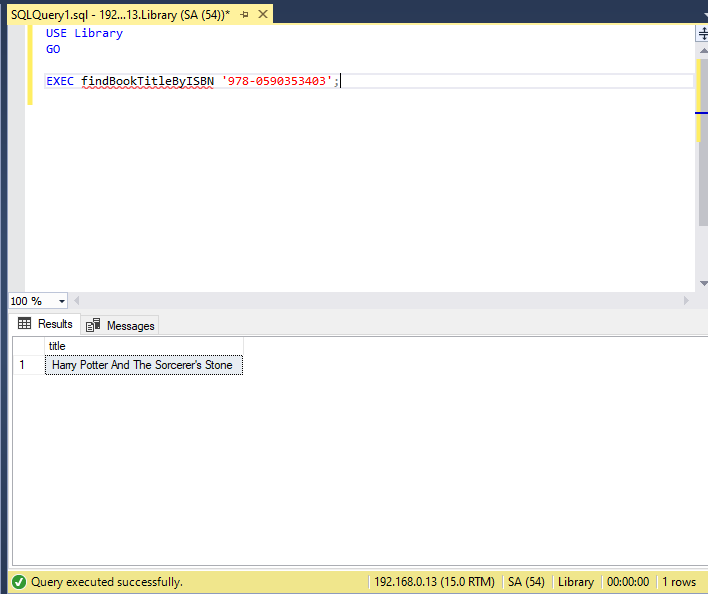 SQLQuery1.sql - 192...13.Library (SA (54))*
USE Library
GO
EXEC findBookTitleByISBN '978-0590353403';
100 %
Results Messages
title
1 Harry Potter And The Sorcerer's Stone
Query executed successfully. 192.168.0.13 (15.0 RTM) SA (54) Library 00:00:00 1 rows